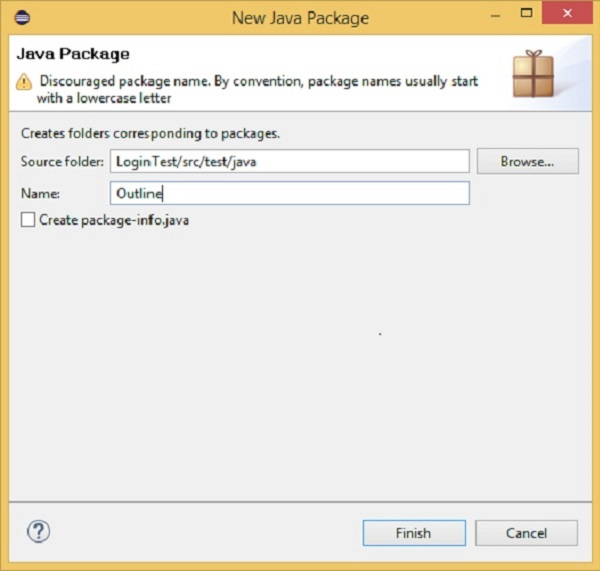 New Java Package
Java Package
Discouraged package name. By convention, package names usually start
with a lowercase letter
Creates folders corresponding to packages.
Source folder: LoginTest/src/test/java Browse...
Name: Outline
Create package-info.java
? Finish Cancel